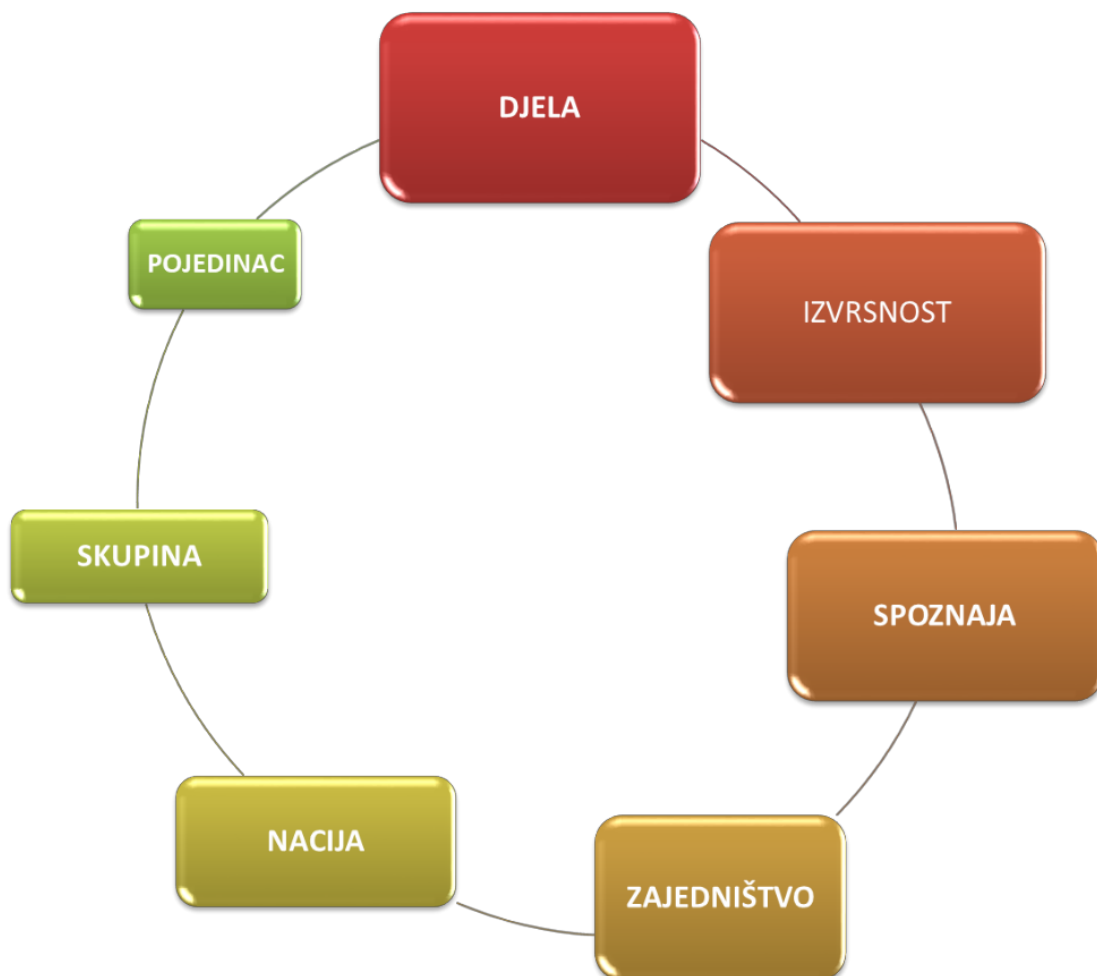 DJELA
IZVRSNOST
SPOZNAJA
ZAJEDNIŠTVO
NACIJA
SKUPINA
POJEDINAC